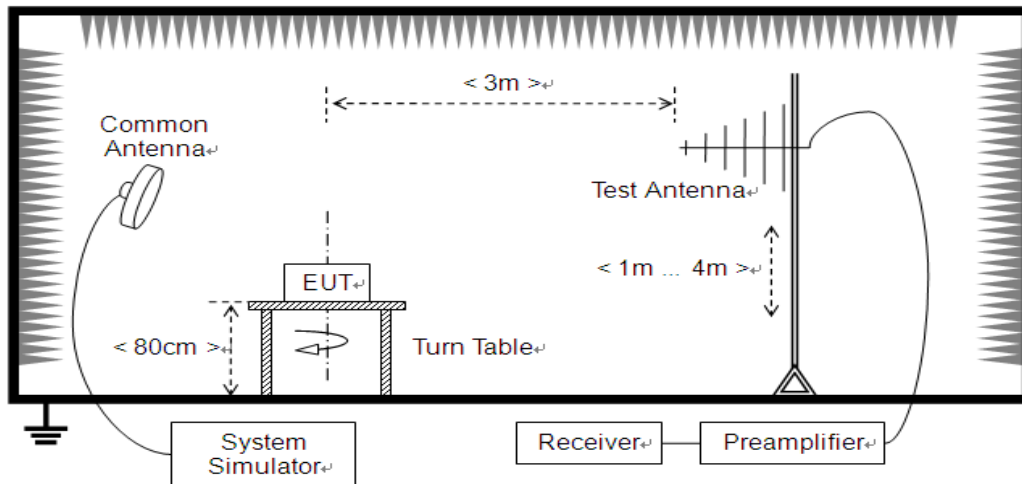 < 3m >↵
Common
Antenna↵
Test Antenna↵
< 1m ... 4m >↵
EUT↵
< 80cm >↵
Turn Table↵
System
Simulator↵
Receiver↵
Preamplifier↵